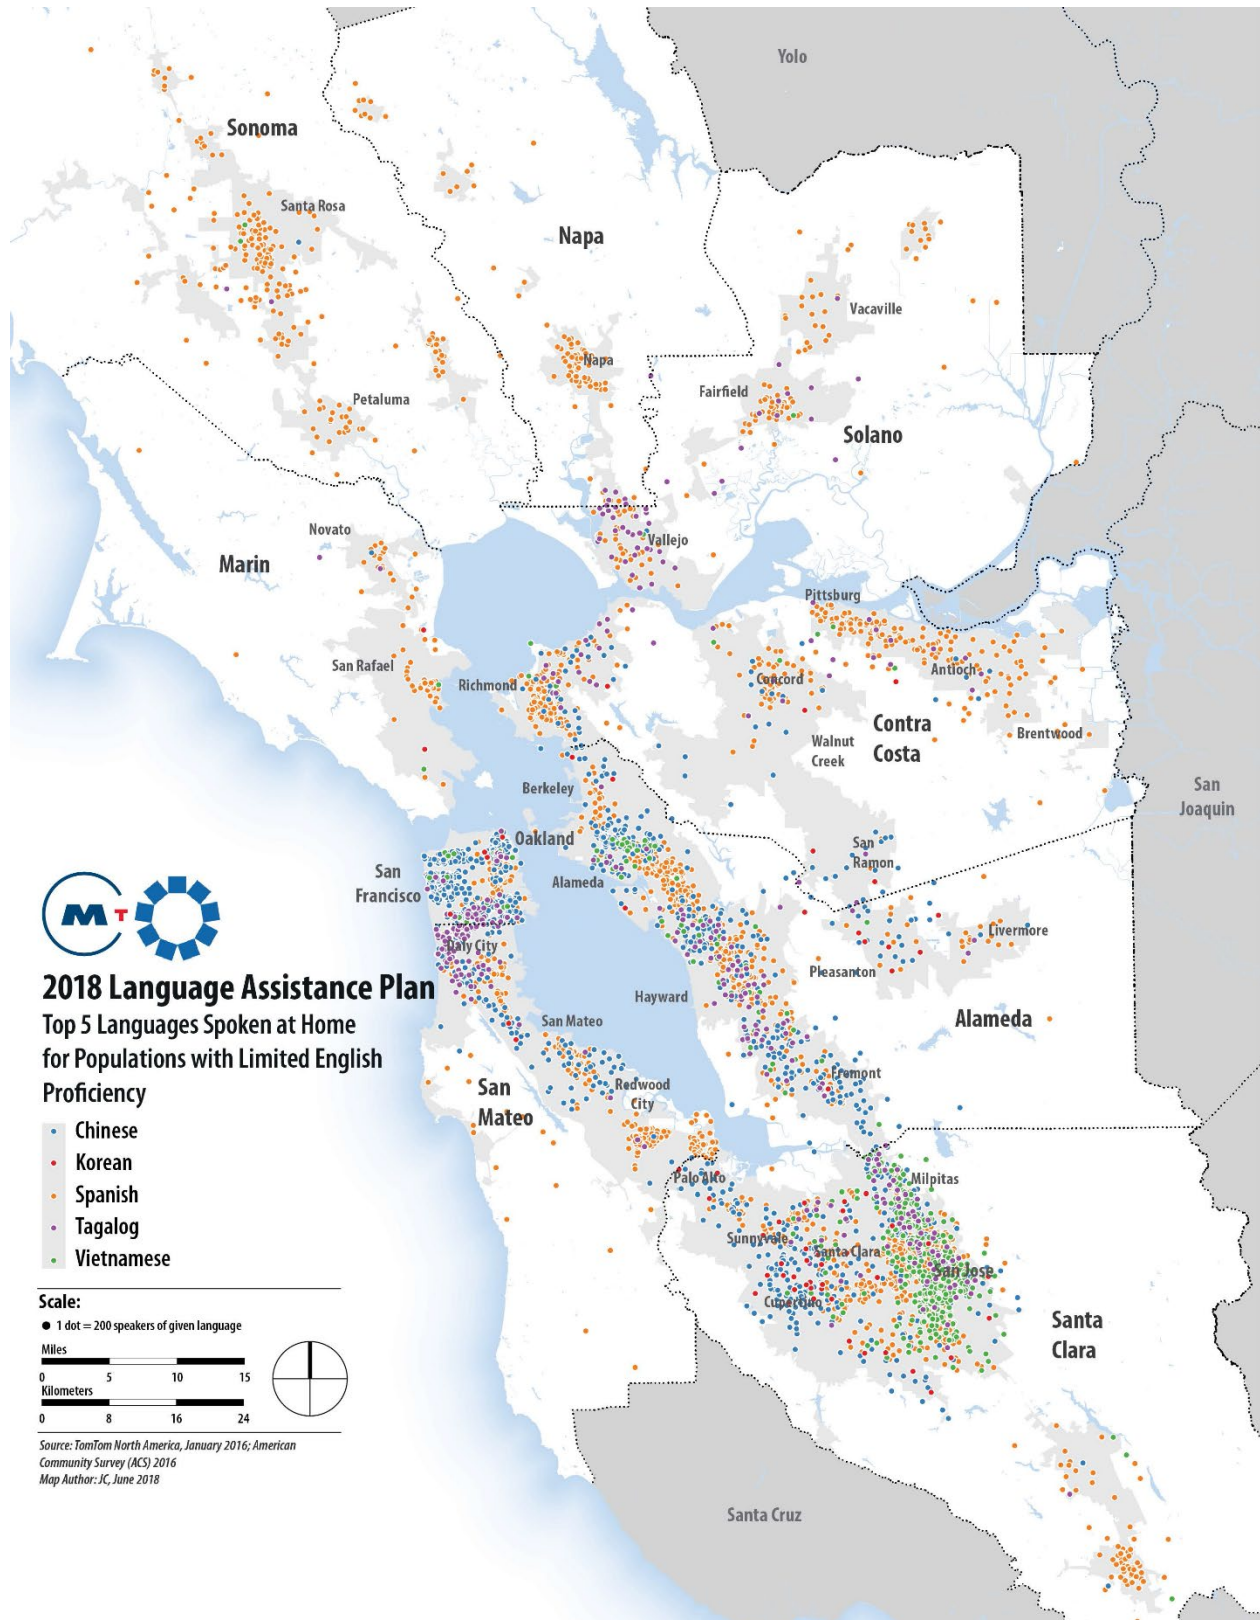 Yolo
Sonoma
Santa Rosa
Napa
Vacaville
Napa
Fairfield
Petaluma
Solano
Novato
Vallejo
Marin
Pittsburg
San Rafael
Richmond
Concord
Antioch
Contra
Costa
Brentwood
Walnut
Creek
Berkeley
San
Joaquin
Oakland
San
Ramon
San
Francisco
Alameda
M T
Daly City
Livermore
Pleasanton
2018 Language Assistance Plan
Hayward
Alameda
Top 5 Languages Spoken at Home
for Populations with Limited English
Proficiency
San Mateo
Fremont
Redwood
City
San
Mateo
Chinese
Korean
Spanish
Tagalog
Vietnamese
Palo Alto
Milpitas
Sunnyvale
Santa Clara
San Jose
Cupertino
Santa
Clara
Scale:
1 dot = 200 speakers of given language
Miles
0 5 10 15
Kilometers
0 8 16 24
Source: TomTom North America, January 2016; American
Community Survey (ACS) 2016
Map Author: JC, June 2018
Santa Cruz